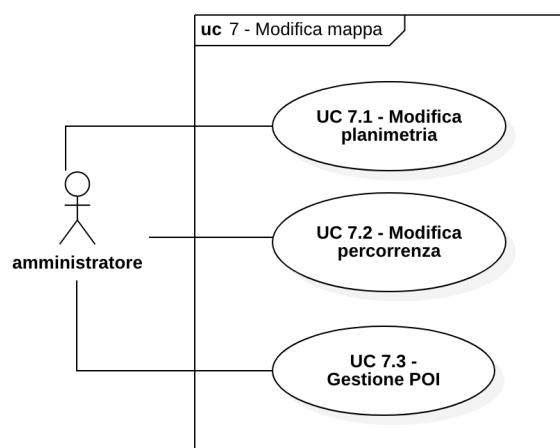 uc 7 - Modifica mappa
UC 7.1 - Modifica
planimetria
UC 7.2 - Modifica
percorrenza
amministratore
UC 7.3 -
Gestione POI